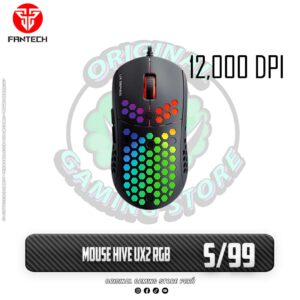 FANTECH
12,000 DPI
ORIGINAL
GAMING STORE
MOUSE HIVE UX2 RGB
S/99
ORIGINAL GAMING STORE PERÚ